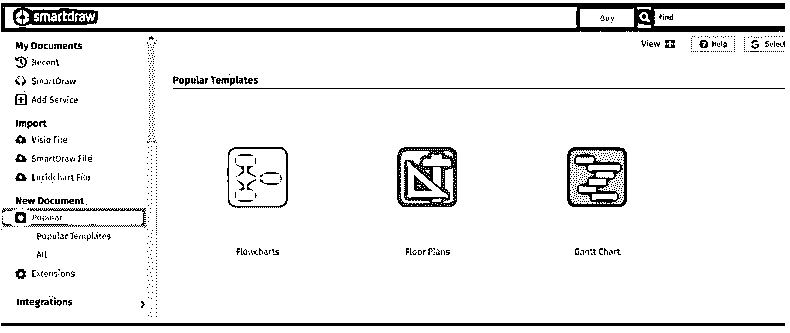 smartdraw
Buy
find
View
Help
Select
My Documents
Recent
SmartDraw
Add Service
Import
Visio File
SmartDraw File
Lucidchart File
New Document
Popular
Popular Templates
All
Extensions
Integrations
Popular Templates
Flowcharts
Floor Plans
Gantt Chart